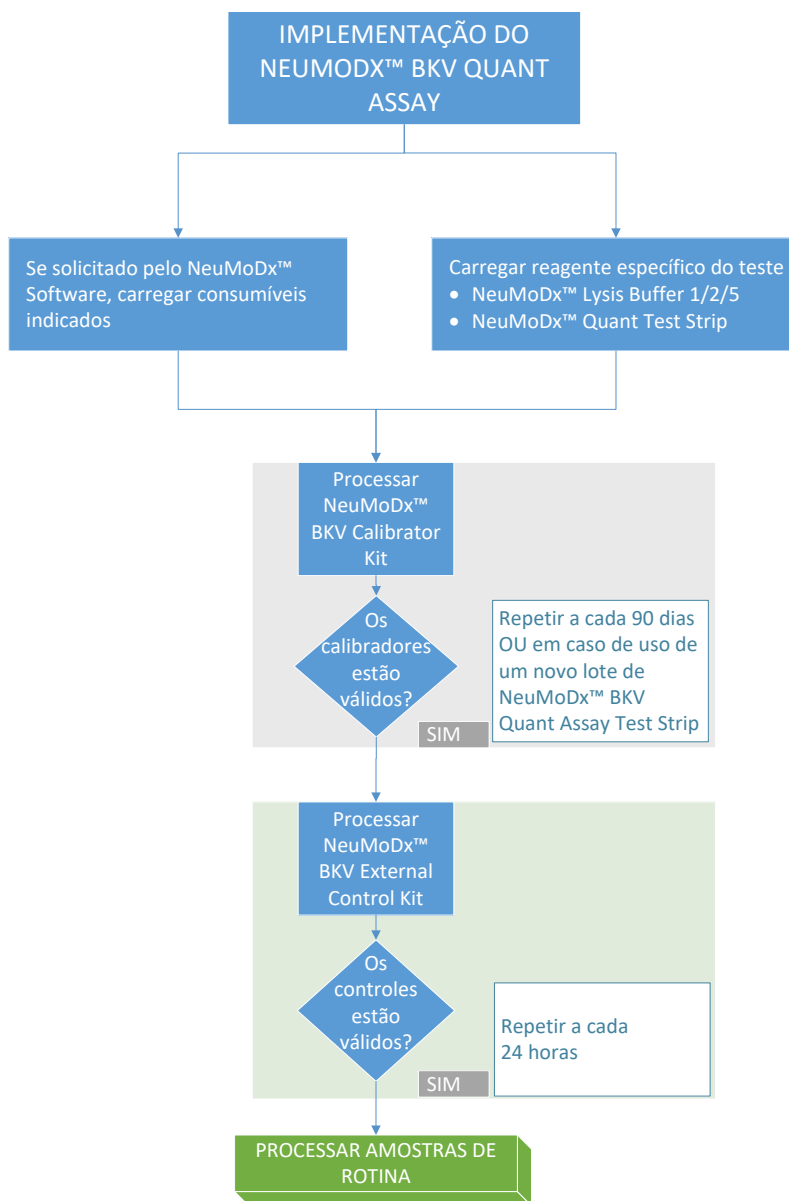 IMPLEMENTAÇÃO DO
NEUMODX™ BKV QUANT
ASSAY
Se solicitado pelo NeuMoDx™
Software, carregar consumíveis
indicados
Carregar reagente específico do teste
• NeuMoDx™ Lysis Buffer 1/2/5
• NeuMoDx™ Quant Test Strip
Processar
NeuMoDx™
BKV Calibrator
Kit
Os
calibradores
estão
válidos?
Repetir a cada 90 dias
OU em caso de uso de
um novo lote de
NeuMoDx™ BKV
Quant Assay Test Strip
SIM
Processar
NeuMoDx™
BKV External
Control Kit
Os
controles
estão
válidos?
Repetir a cada
24 horas
SIM
PROCESSAR AMOSTRAS DE
ROTINA